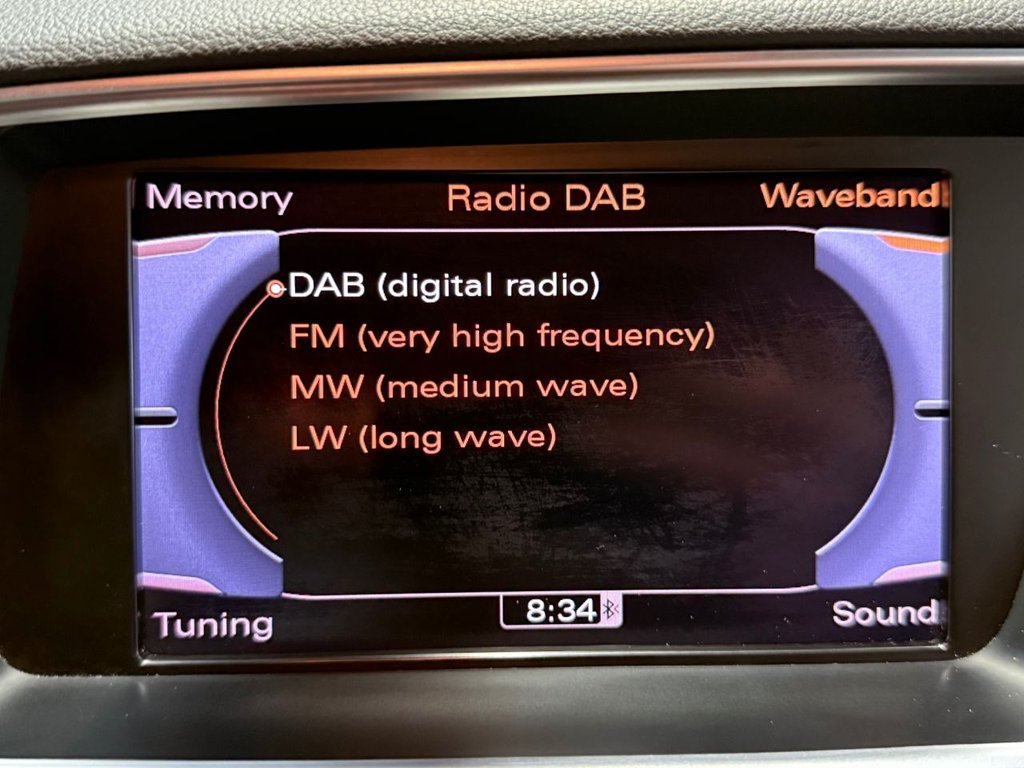 Memory Radio DAB Waveband
DAB (digital radio)
FM (very high frequency)
MW (medium wave)
LW (long wave)
Tuning 8:34 Sound